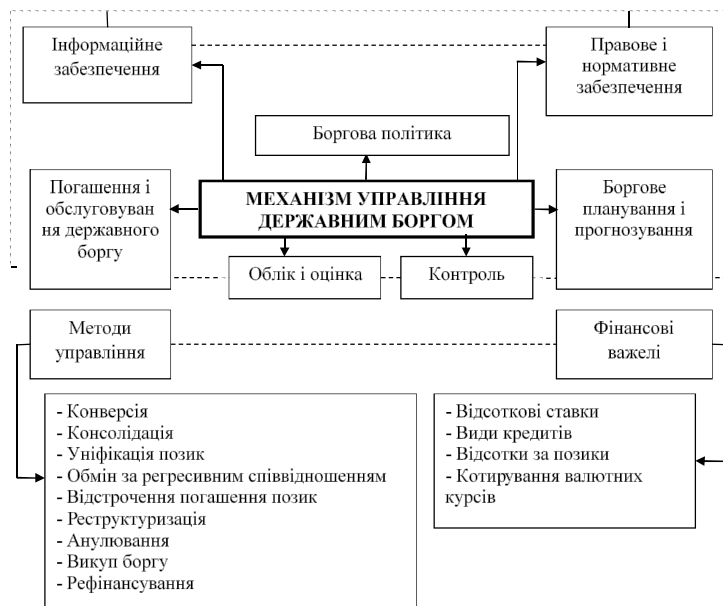 Інформаційне
забезпечення
Правове і
нормативне
забезпечення
Боргова політика
Погашення і
обслуговуван
ня державного
боргу
МЕХАНІЗМ УПРАВЛІННЯ
ДЕРЖАВНИМ БОРГОМ
Боргове
планування і
прогнозування
Облік і оцінка
Контроль
Методи
управління
Фінансові
важелі
- Конверсія
- Консолідація
- Уніфікація позик
- Обмін за регресивним співвідношенням
- Відстрочення погашення позик
- Реструктуризація
- Анулювання
- Викуп боргу
- Рефінансування
- Відсоткові ставки
- Види кредитів
- Відсотки за позики
- Котирування валютних
курсів